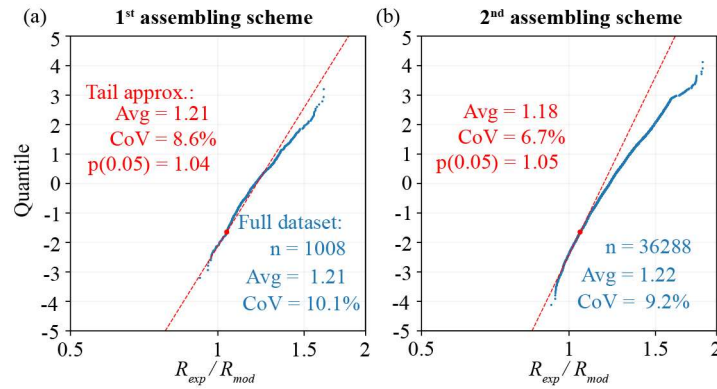 (a) 1st assembling scheme
5
4
3
2
1
0
-1
-2
-3
-4
-5
Quantile
Tail approx.:
Avg = 1.21
CoV = 8.6%
p(0.05) = 1.04
Full dataset:
n = 1008
Avg = 1.21
CoV = 10.1%
0.5 1 1.5 2
R_exp / R_mod
(b) 2nd assembling scheme
5
4
3
2
1
0
-1
-2
-3
-4
-5
Avg = 1.18
CoV = 6.7%
p(0.05) = 1.05
n = 36288
Avg = 1.22
CoV = 9.2%
0.5 1 1.5 2
R_exp / R_mod